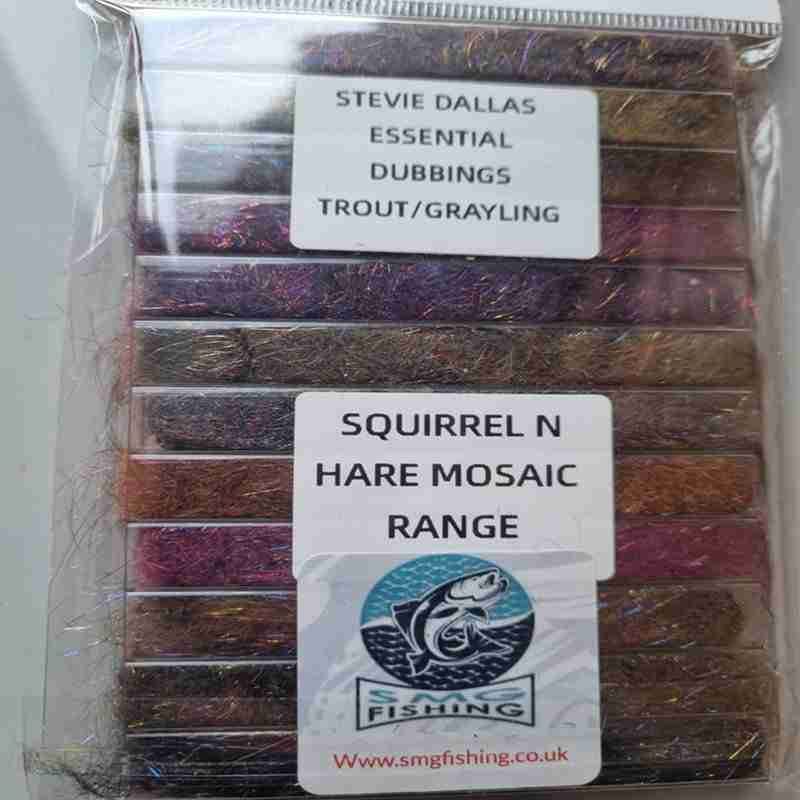 STEVIE DALLAS
ESSENTIAL
DUBBINGS
TROUT/GRAYLING
SQUIRREL N
HARE MOSAIC
RANGE
SMG
FISHING
Www.smgfishing.co.uk